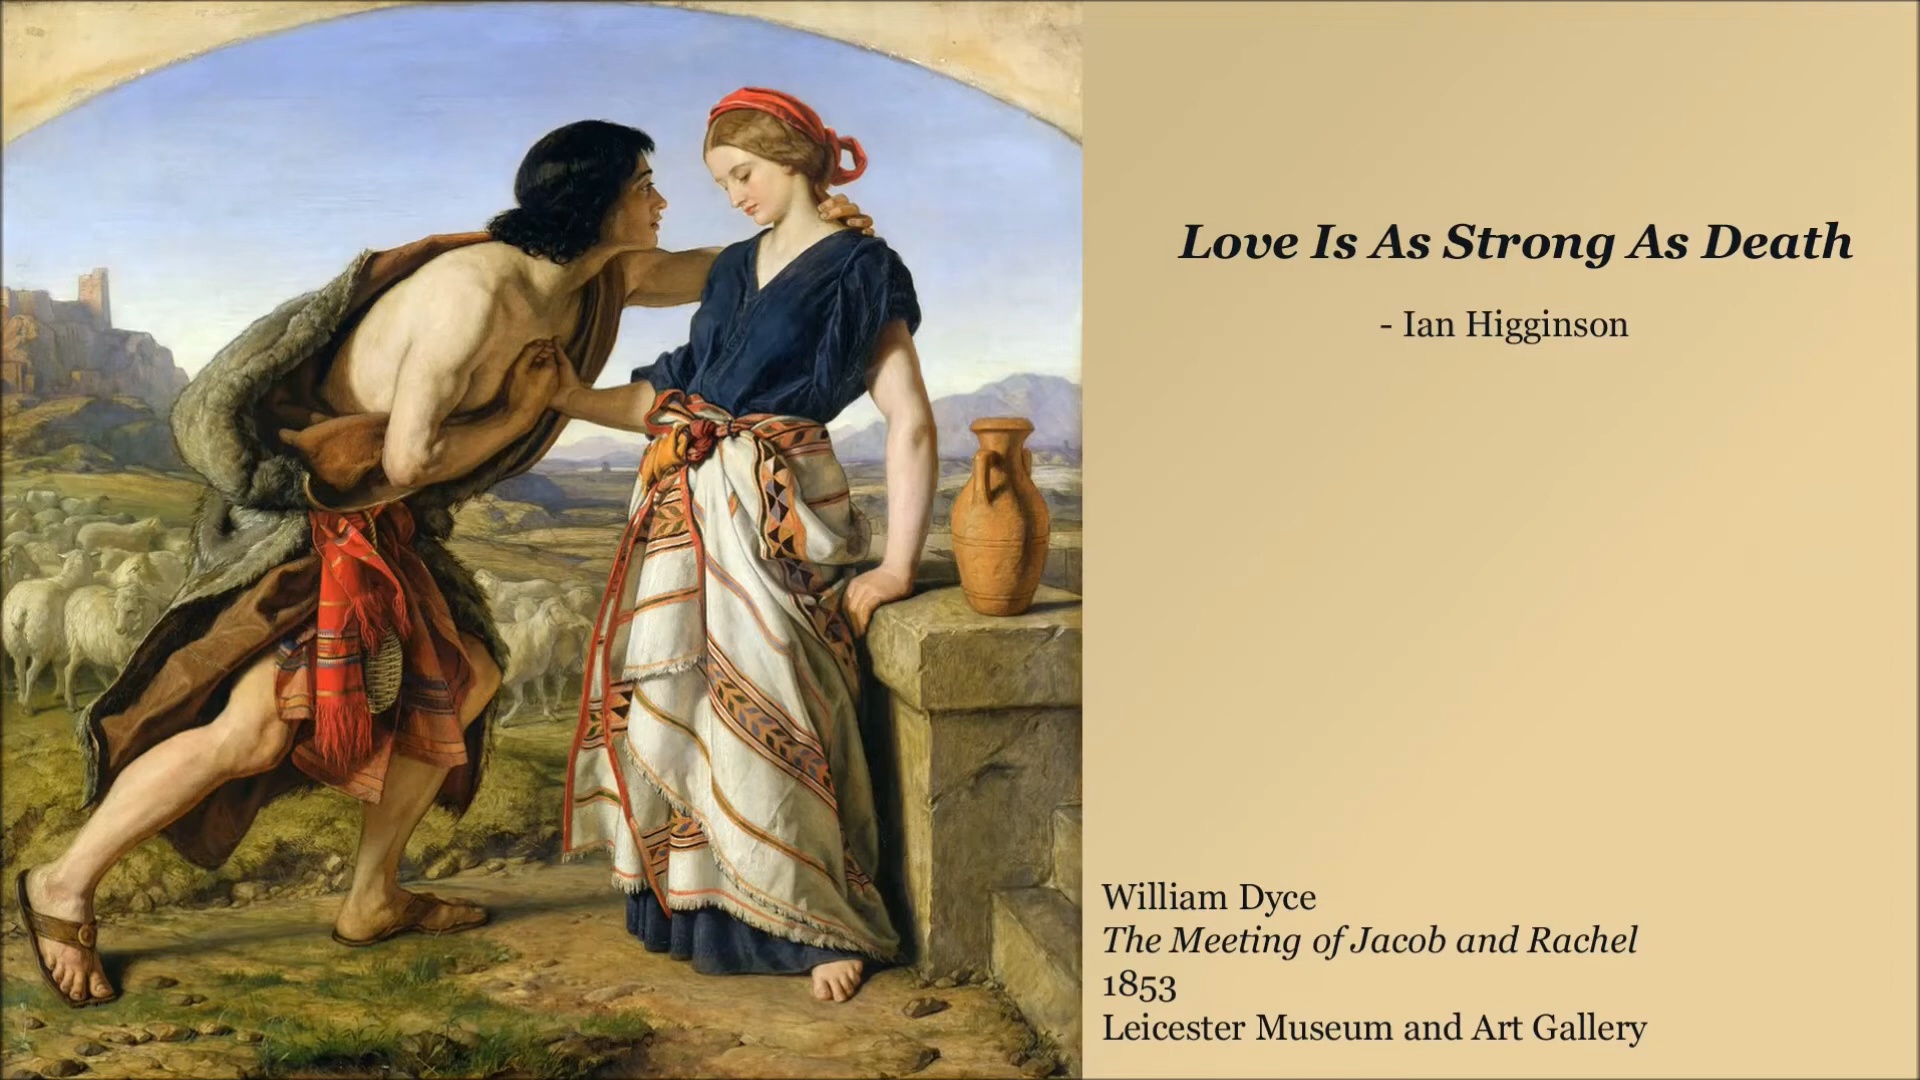 Love Is As Strong As Death
- Ian Higginson
William Dyce
The Meeting of Jacob and Rachel
1853
Leicester Museum and Art Gallery